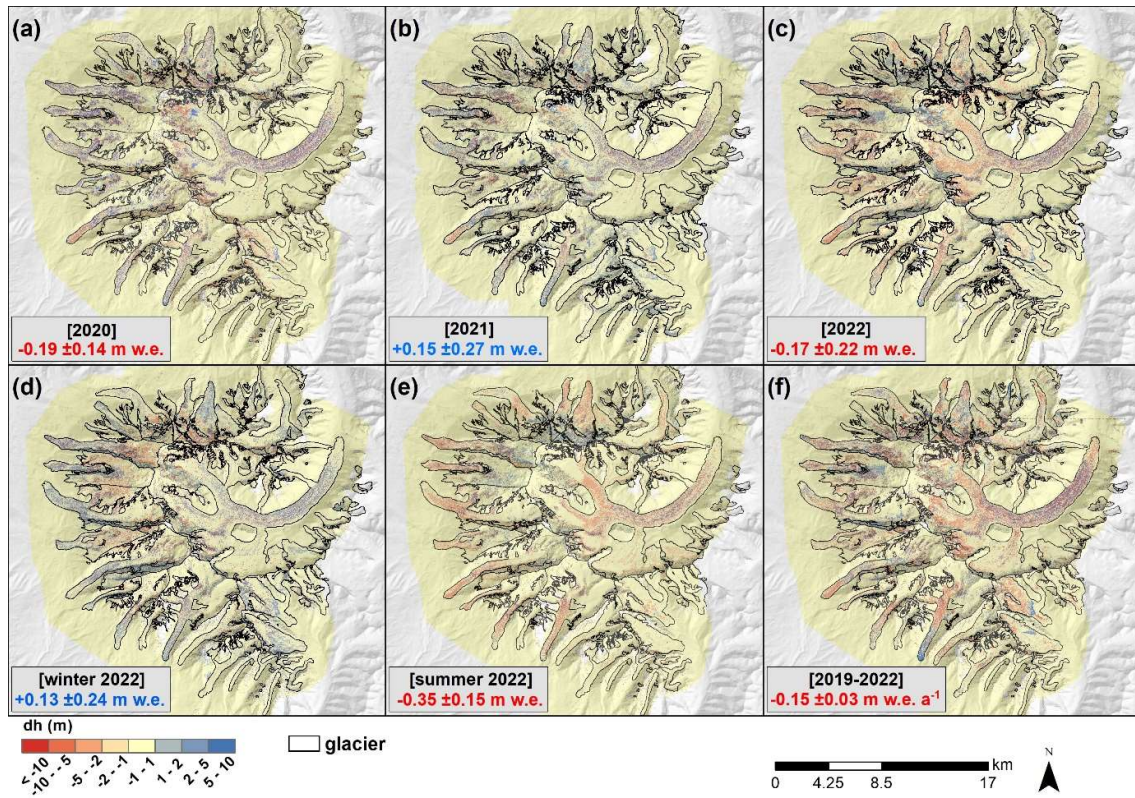 (a)
[2020]
-0.19 ±0.14 m w.e.
(b)
[2021]
+0.15 ±0.27 m w.e.
(c)
[2022]
-0.17 ±0.22 m w.e.
(d)
[winter 2022]
+0.13 ±0.24 m w.e.
(e)
[summer 2022]
-0.35 ±0.15 m w.e.
(f)
[2019-2022]
-0.15 ±0.03 m w.e. a⁻¹
dh (m)
< -10
-10 - -5
-5 - -2
-2 - -1
-1 - 1
1 - 2
2 - 5
5 - 10
glacier
km
0 4.25 8.5 17
N